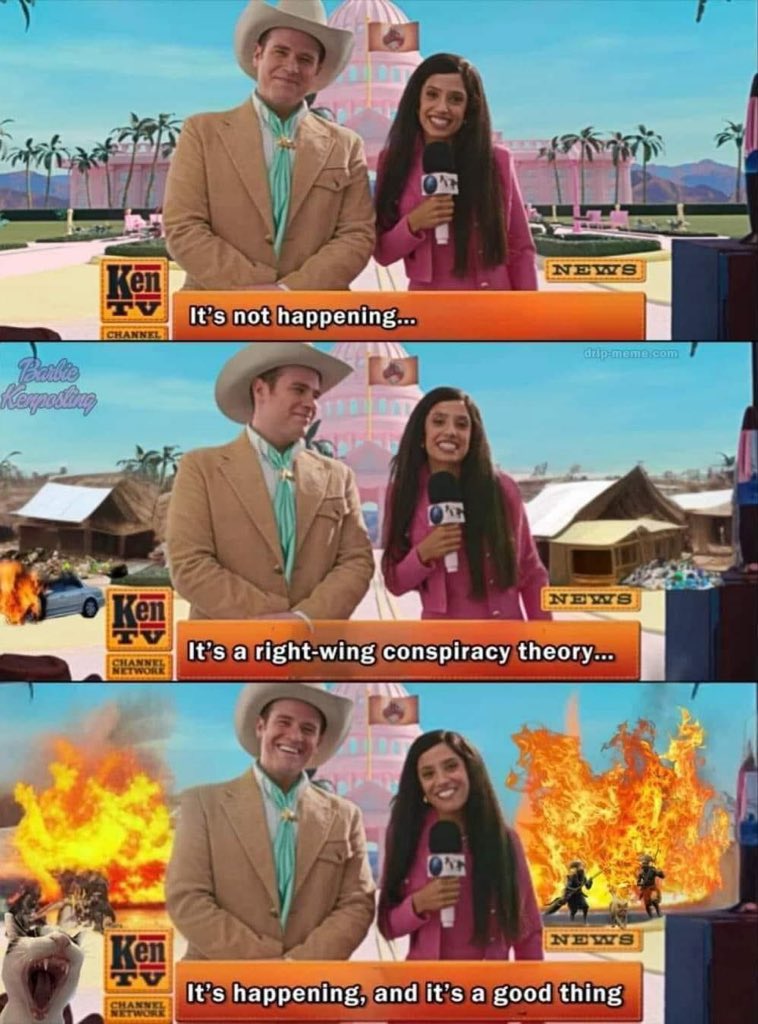 Ken
TV
CHANNEL
NEWS
It's not happening...
drip-meme.com
Barbie
Kenposting
Ken
TV
CHANNEL
NETWORK
NEWS
It's a right-wing conspiracy theory...
Ken
TV
CHANNEL
NETWORK
NEWS
It's happening, and it's a good thing